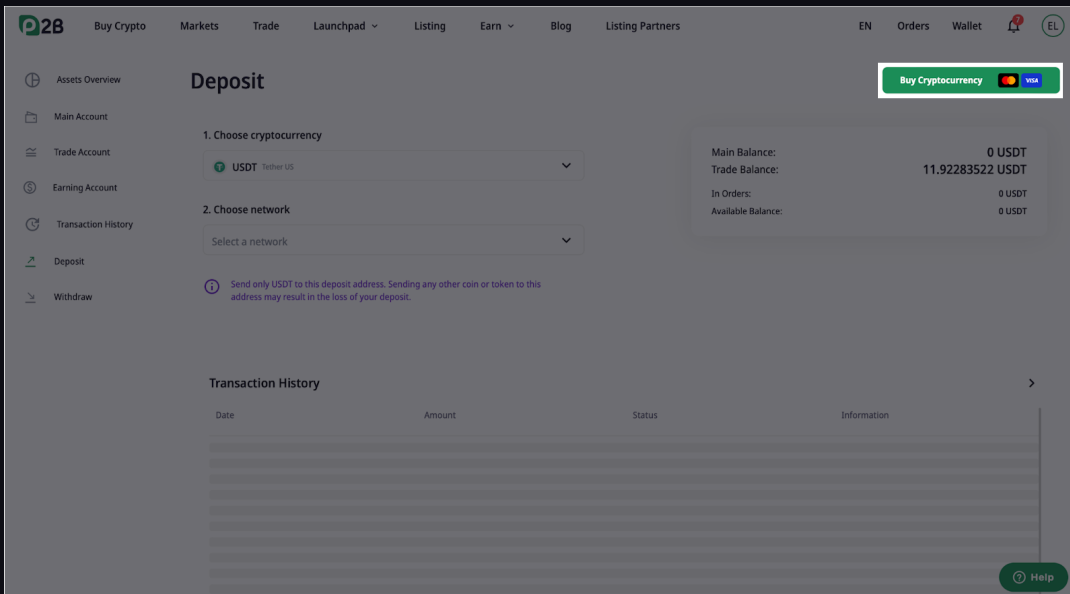 P2B Buy Crypto Markets Trade Launchpad Listing Earn Blog Listing Partners EN Orders Wallet 7 EL
Assets Overview
Main Account
Trade Account
Earning Account
Transaction History
Deposit
Withdraw
Deposit
Buy Cryptocurrency VISA
1. Choose cryptocurrency
USDT Tether US
2. Choose network
Select a network
Send only USDT to this deposit address. Sending any other coin or token to this
address may result in the loss of your deposit.
Main Balance: 0 USDT
Trade Balance: 11.92283522 USDT
In Orders: 0 USDT
Available Balance: 0 USDT
Transaction History
Date Amount Status Information
Help